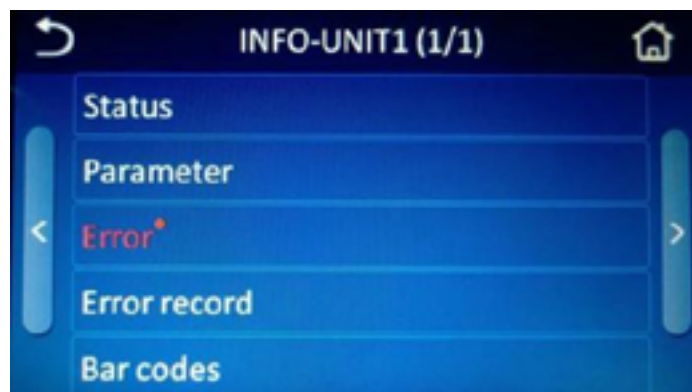 INFO-UNIT1 (1/1)
Status
Parameter
Error
Error record
Bar codes